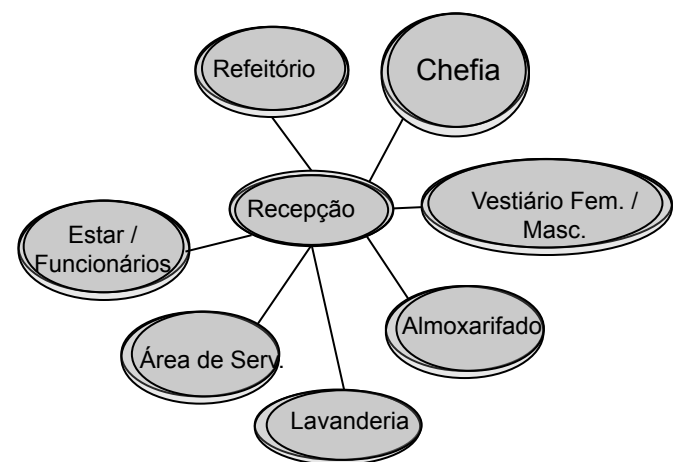 Refeitório
Chefia
Recepção
Vestiário Fem. /
Masc.
Estar /
Funcionários
Almoxarifado
Área de Serv.
Lavanderia